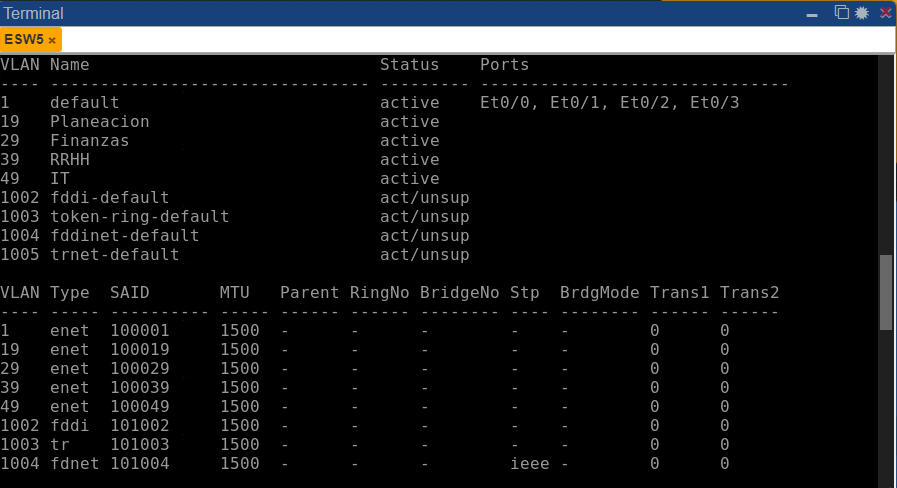 Terminal
ESW5 ×
VLAN Name                             Status    Ports
---- -------------------------------- --------- -------------------------------
1    default                          active    Et0/0, Et0/1, Et0/2, Et0/3
19   Planeacion                       active
29   Finanzas                         active
39   RRHH                             active
49   IT                               active
1002 fddi-default                     act/unsup
1003 token-ring-default               act/unsup
1004 fddinet-default                  act/unsup
1005 trnet-default                    act/unsup
VLAN Type  SAID       MTU   Parent RingNo BridgeNo Stp  BrdgMode Trans1 Trans2
---- ----- ---------- ----- ------ ------ -------- ---- -------- ------ ------
1    enet  100001     1500  -      -      -        -    -        0      0
19   enet  100019     1500  -      -      -        -    -        0      0
29   enet  100029     1500  -      -      -        -    -        0      0
39   enet  100039     1500  -      -      -        -    -        0      0
49   enet  100049     1500  -      -      -        -    -        0      0
1002 fddi  101002     1500  -      -      -        -    -        0      0
1003 tr    101003     1500  -      -      -        -    -        0      0
1004 fdnet 101004     1500  -      -      -        ieee -        0      0